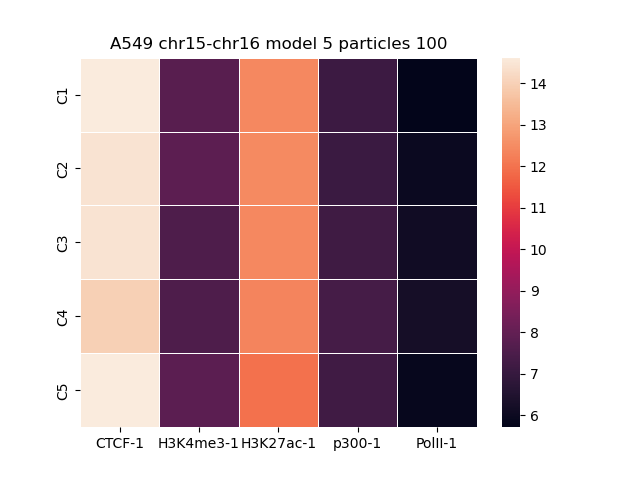 A549 chr15-chr16 model 5 particles 100
C1
C2
C3
C4
C5
CTCF-1 H3K4me3-1 H3K27ac-1 p300-1 PolII-1
14
13
12
11
10
9
8
7
6